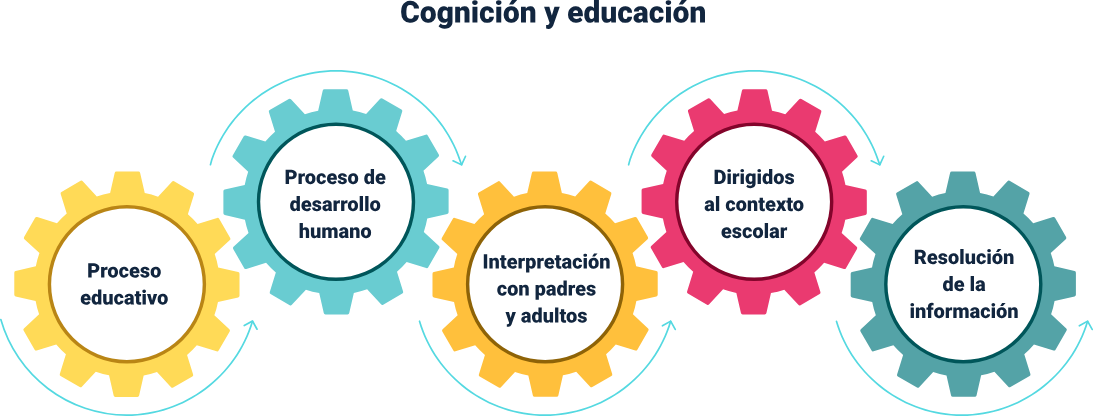 Cognición y educación
Proceso
educativo
Proceso de
desarrollo
humano
Interpretación
con padres
y adultos
Dirigidos
al contexto
escolar
Resolución
de la
información